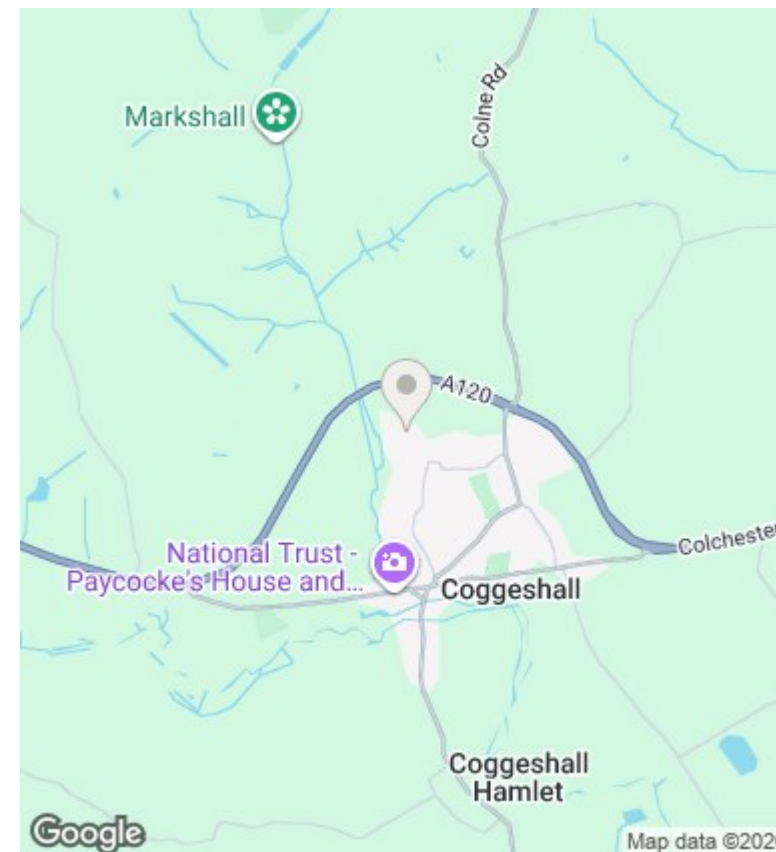 Markshall
Colne Rd
A120
Colchester
National Trust -
Paycocke's House and...
Coggeshall
Coggeshall
Hamlet
Google
Map data ©202